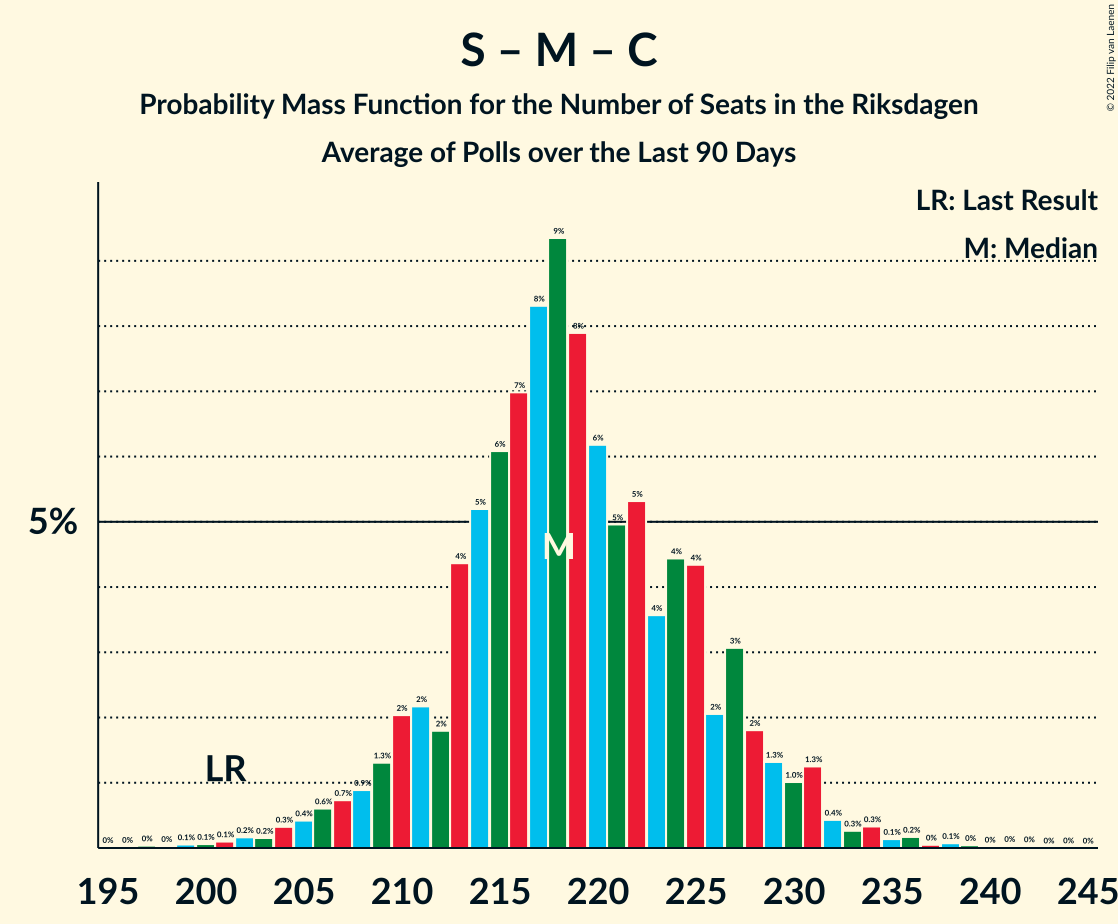 S – M – C
Probability Mass Function for the Number of Seats in the Riksdagen
Average of Polls over the Last 90 Days
© 2022 Filip van Laenen
LR: Last Result
M: Median
5%
LR
M
0% 0% 0% 0% 0.1% 0.1% 0.1% 0.2% 0.2% 0.3% 0.4% 0.6% 0.7% 0.9% 1.3% 2% 2% 2% 4% 5% 6% 7% 8% 9% 8% 6% 5% 5% 4% 4% 4% 2% 3% 2% 1.3% 1.0% 1.3% 0.4% 0.3% 0.3% 0.1% 0.2% 0% 0.1% 0% 0% 0% 0% 0% 0% 0%
195 200 205 210 215 220 225 230 235 240 245